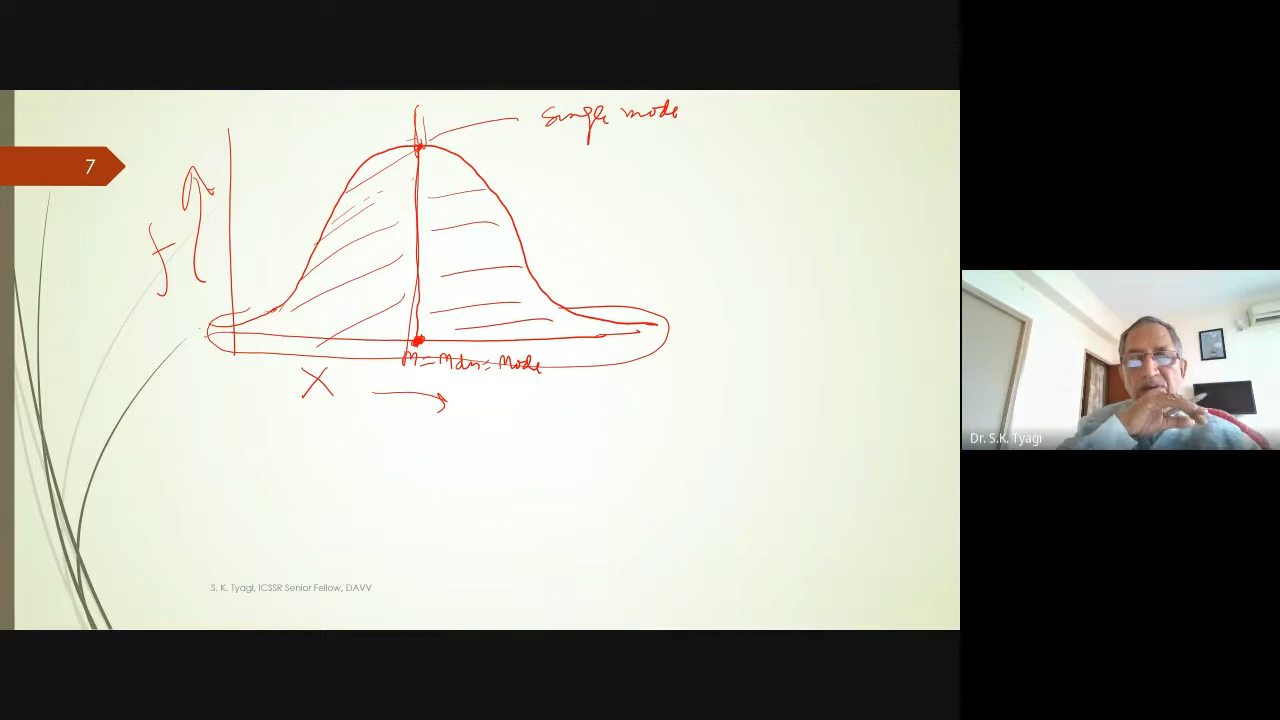 Single mode
7
f
M = Mdn = Mode
X
Dr. S.K. Tyagi
S. K. Tyagi, ICSSR Senior Fellow, DAVV